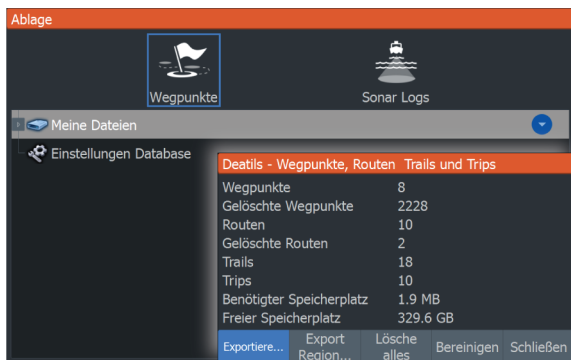 Ablage
Wegpunkte
Sonar Logs
Meine Dateien
Einstellungen Database
Deatils - Wegpunkte, Routen Trails und Trips
Wegpunkte 8
Gelöschte Wegpunkte 2228
Routen 10
Gelöschte Routen 2
Trails 18
Trips 10
Benötigter Speicherplatz 1.9 MB
Freier Speicherplatz 329.6 GB
Exportiere...
Export
Region...
Lösche
alles
Bereinigen
Schließen